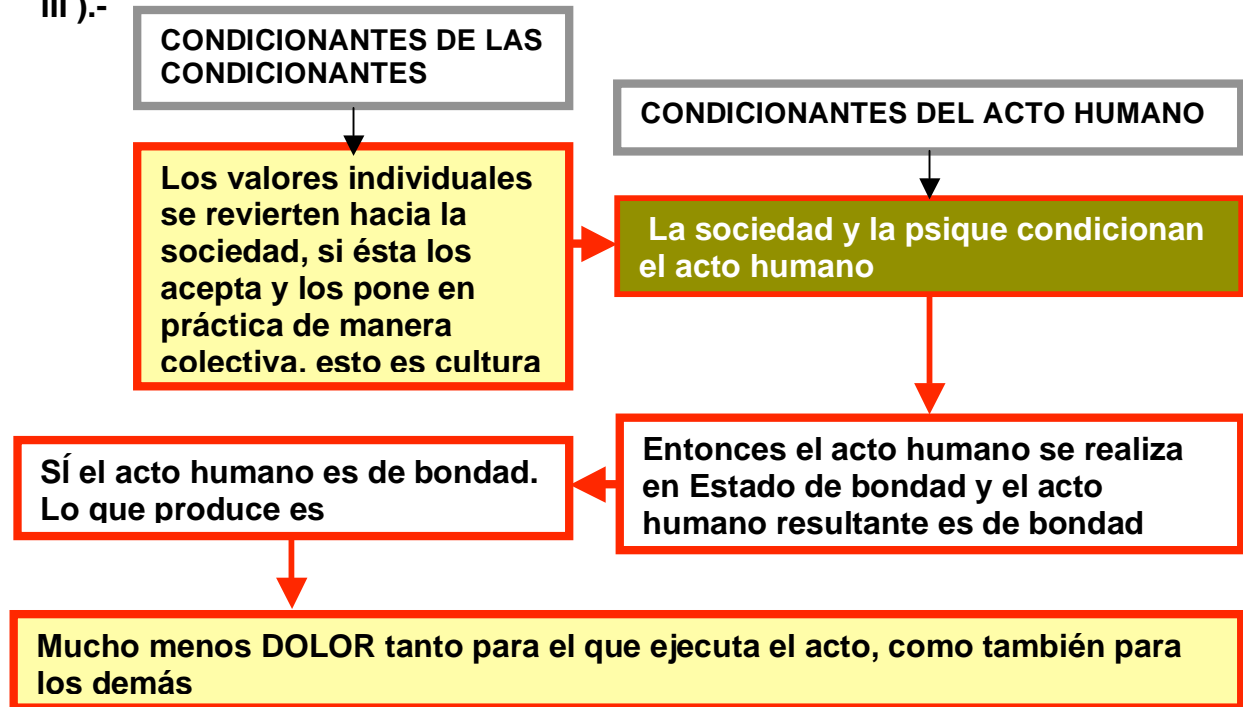 III ).-
CONDICIONANTES DE LAS
CONDICIONANTES
CONDICIONANTES DEL ACTO HUMANO
Los valores individuales
se revierten hacia la
sociedad, si ésta los
acepta y los pone en
práctica de manera
colectiva. esto es cultura
La sociedad y la psique condicionan
el acto humano
Entonces el acto humano se realiza
en Estado de bondad y el acto
humano resultante es de bondad
SÍ el acto humano es de bondad.
Lo que produce es
Mucho menos DOLOR tanto para el que ejecuta el acto, como también para
los demás